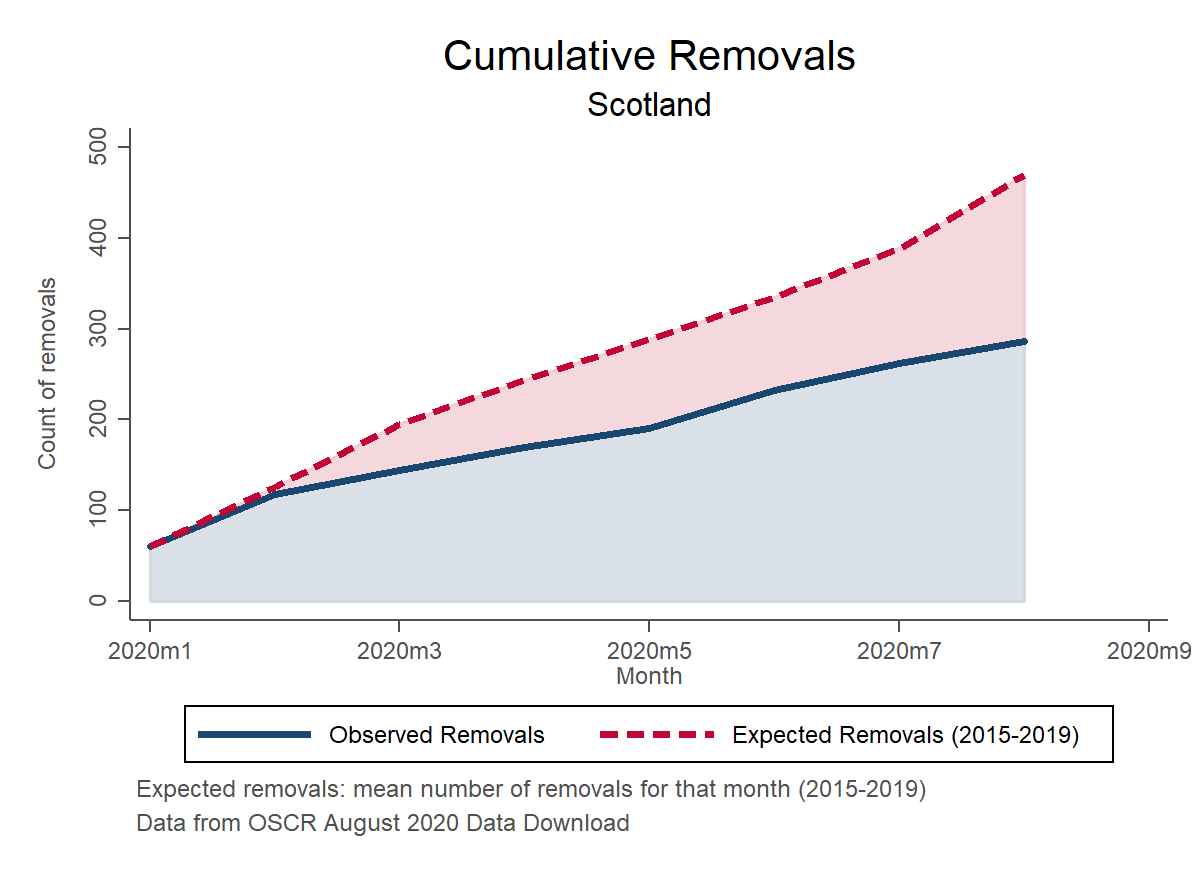 Cumulative Removals
Scotland
500
400
300
200
100
0
Count of removals
2020m1 2020m3 2020m5 2020m7 2020m9
Month
Observed Removals Expected Removals (2015-2019)
Expected removals: mean number of removals for that month (2015-2019)
Data from OSCR August 2020 Data Download